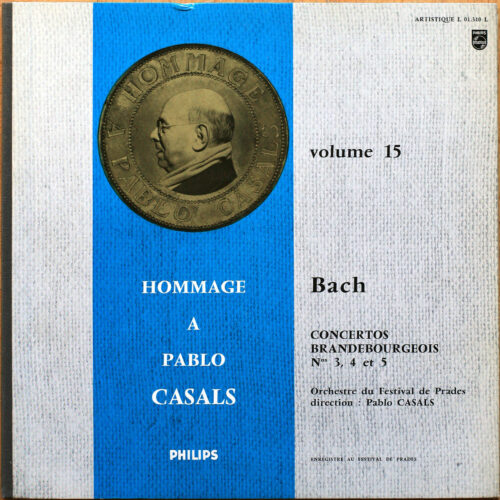 ARTISTIQUE L 01.510 L
PHILIPS
HOMMAGE A PABLO CASALS
volume 15
HOMMAGE
A
PABLO
CASALS
PHILIPS
Bach
CONCERTOS
BRANDEBOURGEOIS
Nos 3, 4 et 5
Orchestre du Festival de Prades
direction : Pablo CASALS
ENREGISTRÉ AU FESTIVAL DE PRADES